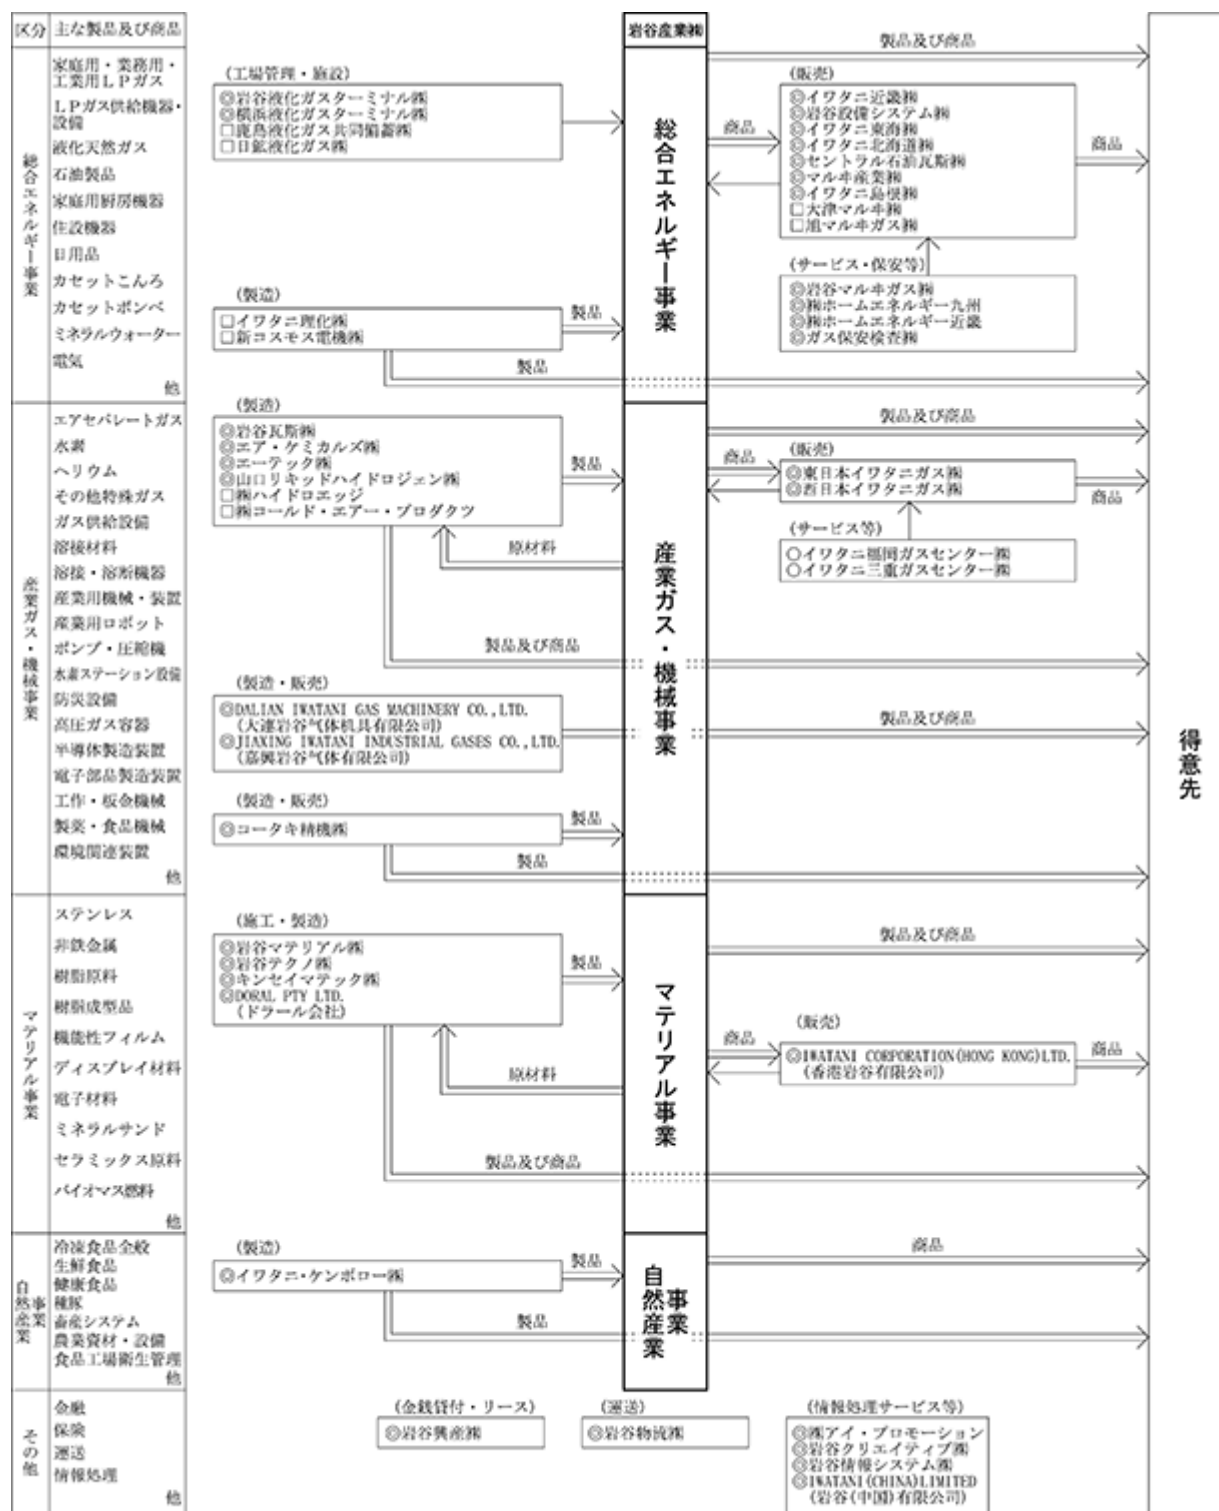 区分 主な製品及び商品
岩谷産業㈱
総合エネルギー事業
家庭用・業務用・
工業用LPガス
LPガス供給機器・
設備
液化天然ガス
石油製品
家庭用厨房機器
住設機器
日用品
カセットこんろ
カセットボンベ
ミネラルウォーター
電気
他
(工場管理・施設)
◎岩谷液化ガスターミナル㈱
◎横浜液化ガスターミナル㈱
□鹿島液化ガス共同備蓄㈱
□日鉱液化ガス㈱
(製造)
□イワタニ理化㈱
□新コスモス電機㈱
製品
製品
総合エネルギー事業
製品及び商品
商品
(販売)
◎イワタニ近畿㈱
◎岩谷設備システム㈱
◎イワタニ東海㈱
◎イワタニ北海道㈱
◎セントラル石油瓦斯㈱
◎マルヰ産業㈱
◎イワタニ島根㈱
□大津マルヰ㈱
□旭マルヰガス㈱
商品
(サービス・保安等)
◎岩谷マルヰガス㈱
◎㈱ホームエネルギー九州
◎㈱ホームエネルギー近畿
◎ガス保安検査㈱
産業ガス・機械事業
エアセパレートガス
水素
ヘリウム
その他特殊ガス
ガス供給設備
溶接材料
溶接・溶断機器
産業用機械・装置
産業用ロボット
ポンプ・圧縮機
水素ステーション設備
防災設備
高圧ガス容器
半導体製造装置
電子部品製造装置
工作・板金機械
製薬・食品機械
環境関連装置
他
(製造)
◎岩谷瓦斯㈱
◎エア・ケミカルズ㈱
◎エーテック㈱
◎山口リキッドハイドロジェン㈱
□㈱ハイドロエッジ
□㈱コールド・エアー・プロダクツ
製品
原材料
製品及び商品
(製造・販売)
◎DALIAN IWATANI GAS MACHINERY CO.,LTD.
(大連岩谷气体机具有限公司)
◎JIAXING IWATANI INDUSTRIAL GASES CO.,LTD.
(嘉興岩谷气体有限公司)
(製造・販売)
◎コータキ精機㈱
製品
製品
産業ガス・機械事業
製品及び商品
商品
(販売)
◎東日本イワタニガス㈱
◎西日本イワタニガス㈱
商品
(サービス等)
○イワタニ福岡ガスセンター㈱
○イワタニ三重ガスセンター㈱
製品及び商品
得意先
マテリアル事業
ステンレス
非鉄金属
樹脂原料
樹脂成型品
機能性フィルム
ディスプレイ材料
電子材料
ミネラルサンド
セラミックス原料
バイオマス燃料
他
(施工・製造)
◎岩谷マテリアル㈱
◎岩谷テクノ㈱
◎キンセイマテック㈱
◎DORAL PTY LTD.
(ドラール会社)
製品
原材料
製品及び商品
マテリアル事業
製品及び商品
商品
(販売)
◎IWATANI CORPORATION(HONG KONG)LTD.
(香港岩谷有限公司)
商品
自然産業
事業
冷凍食品全般
生鮮食品
健康食品
種豚
畜産システム
農業資材・設備
食品工場衛生管理
他
(製造)
◎イワタニ・ケンボロー㈱
製品
製品
自然産業
事業
商品
その他
金融
保険
運送
情報処理
他
(金銭貸付・リース)
◎岩谷興産㈱
(運送)
◎岩谷物流㈱
(情報処理サービス等)
◎㈱アイ・プロモーション
◎岩谷クリエイティブ㈱
◎岩谷情報システム㈱
◎IWATANI(CHINA)LIMITED
(岩谷(中国)有限公司)